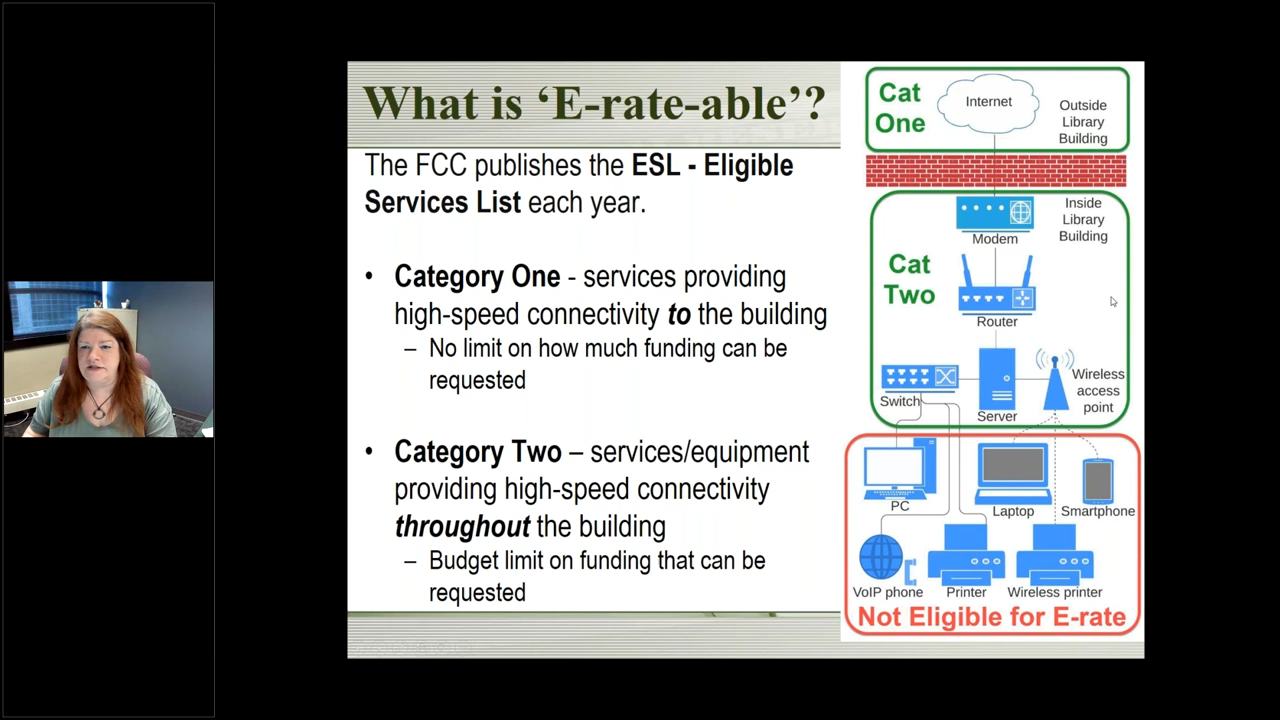 What is ‘E-rate-able’?
The FCC publishes the ESL - Eligible
Services List each year.
• Category One - services providing
high-speed connectivity to the building
– No limit on how much funding can be
requested
• Category Two – services/equipment
providing high-speed connectivity
throughout the building
– Budget limit on funding that can be
requested
Cat
One
Internet
Outside
Library
Building
Inside
Library
Building
Modem
Cat
Two
Router
Switch
Server
Wireless
access
point
PC
Laptop
Smartphone
VoIP phone
Printer
Wireless printer
Not Eligible for E-rate